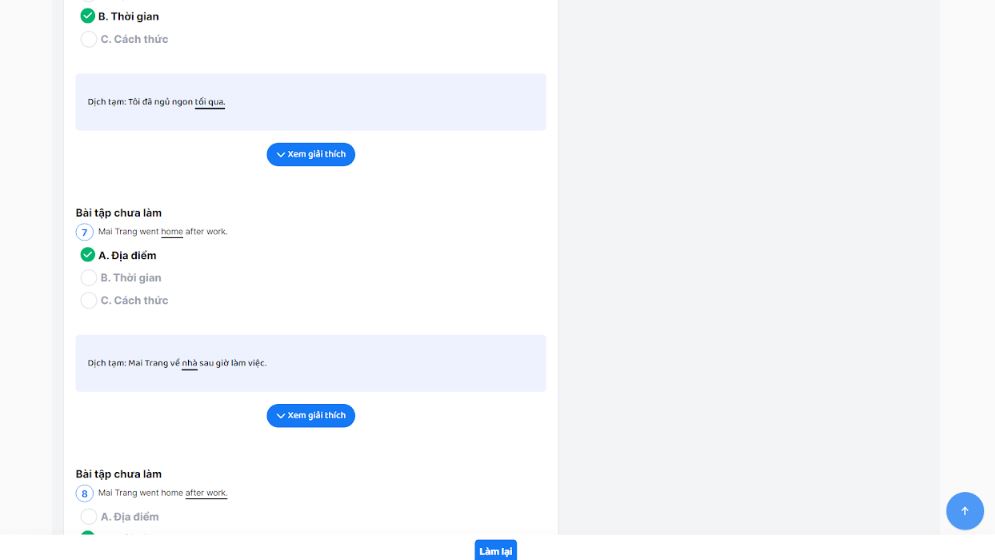 B. Thời gian
C. Cách thức
Dịch tạm: Tôi đã ngủ ngon tối qua.
Xem giải thích
Bài tập chưa làm
7 Mai Trang went home after work.
A. Địa điểm
B. Thời gian
C. Cách thức
Dịch tạm: Mai Trang về nhà sau giờ làm việc.
Xem giải thích
Bài tập chưa làm
8 Mai Trang went home after work.
A. Địa điểm
Làm lại